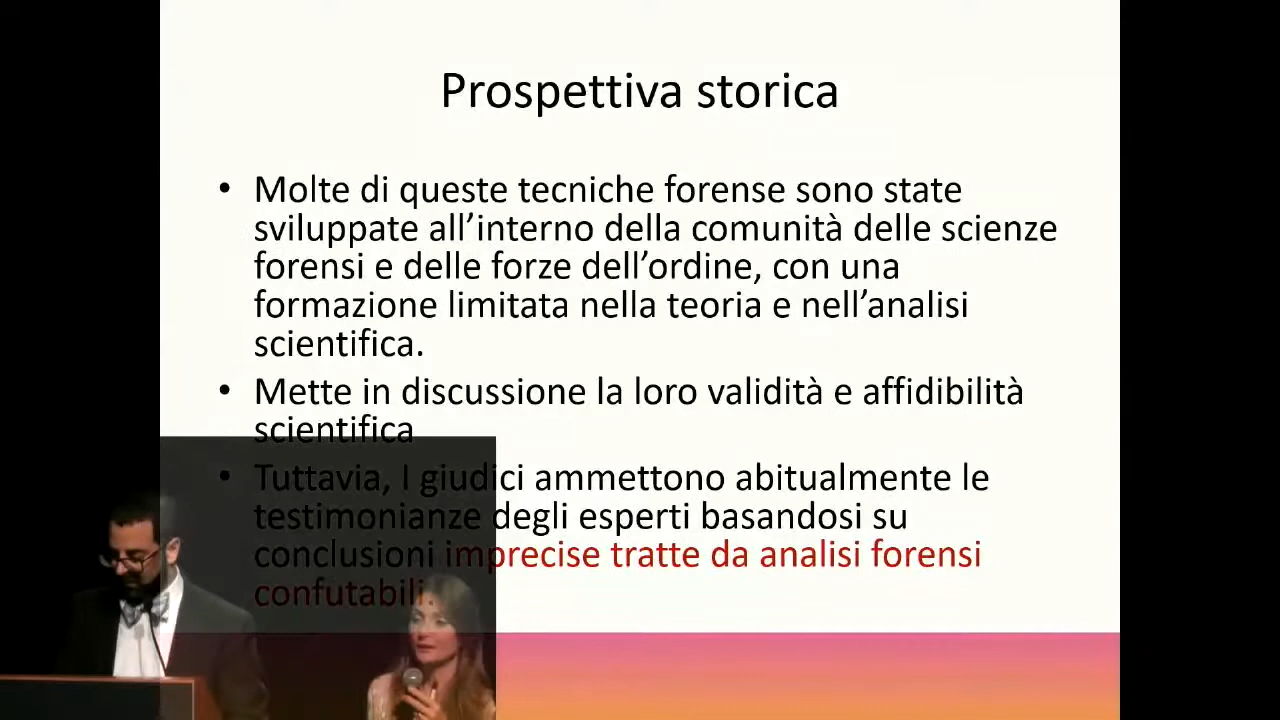 Prospettiva storica
• Molte di queste tecniche forense sono state
sviluppate all’interno della comunità delle scienze
forensi e delle forze dell’ordine, con una
formazione limitata nella teoria e nell’analisi
scientifica.
• Mette in discussione la loro validità e affidibilità
scientifica
• Tuttavia, I giudici ammettono abitualmente le
testimonianze degli esperti basandosi su
conclusioni imprecise tratte da analisi forensi
confutabili.